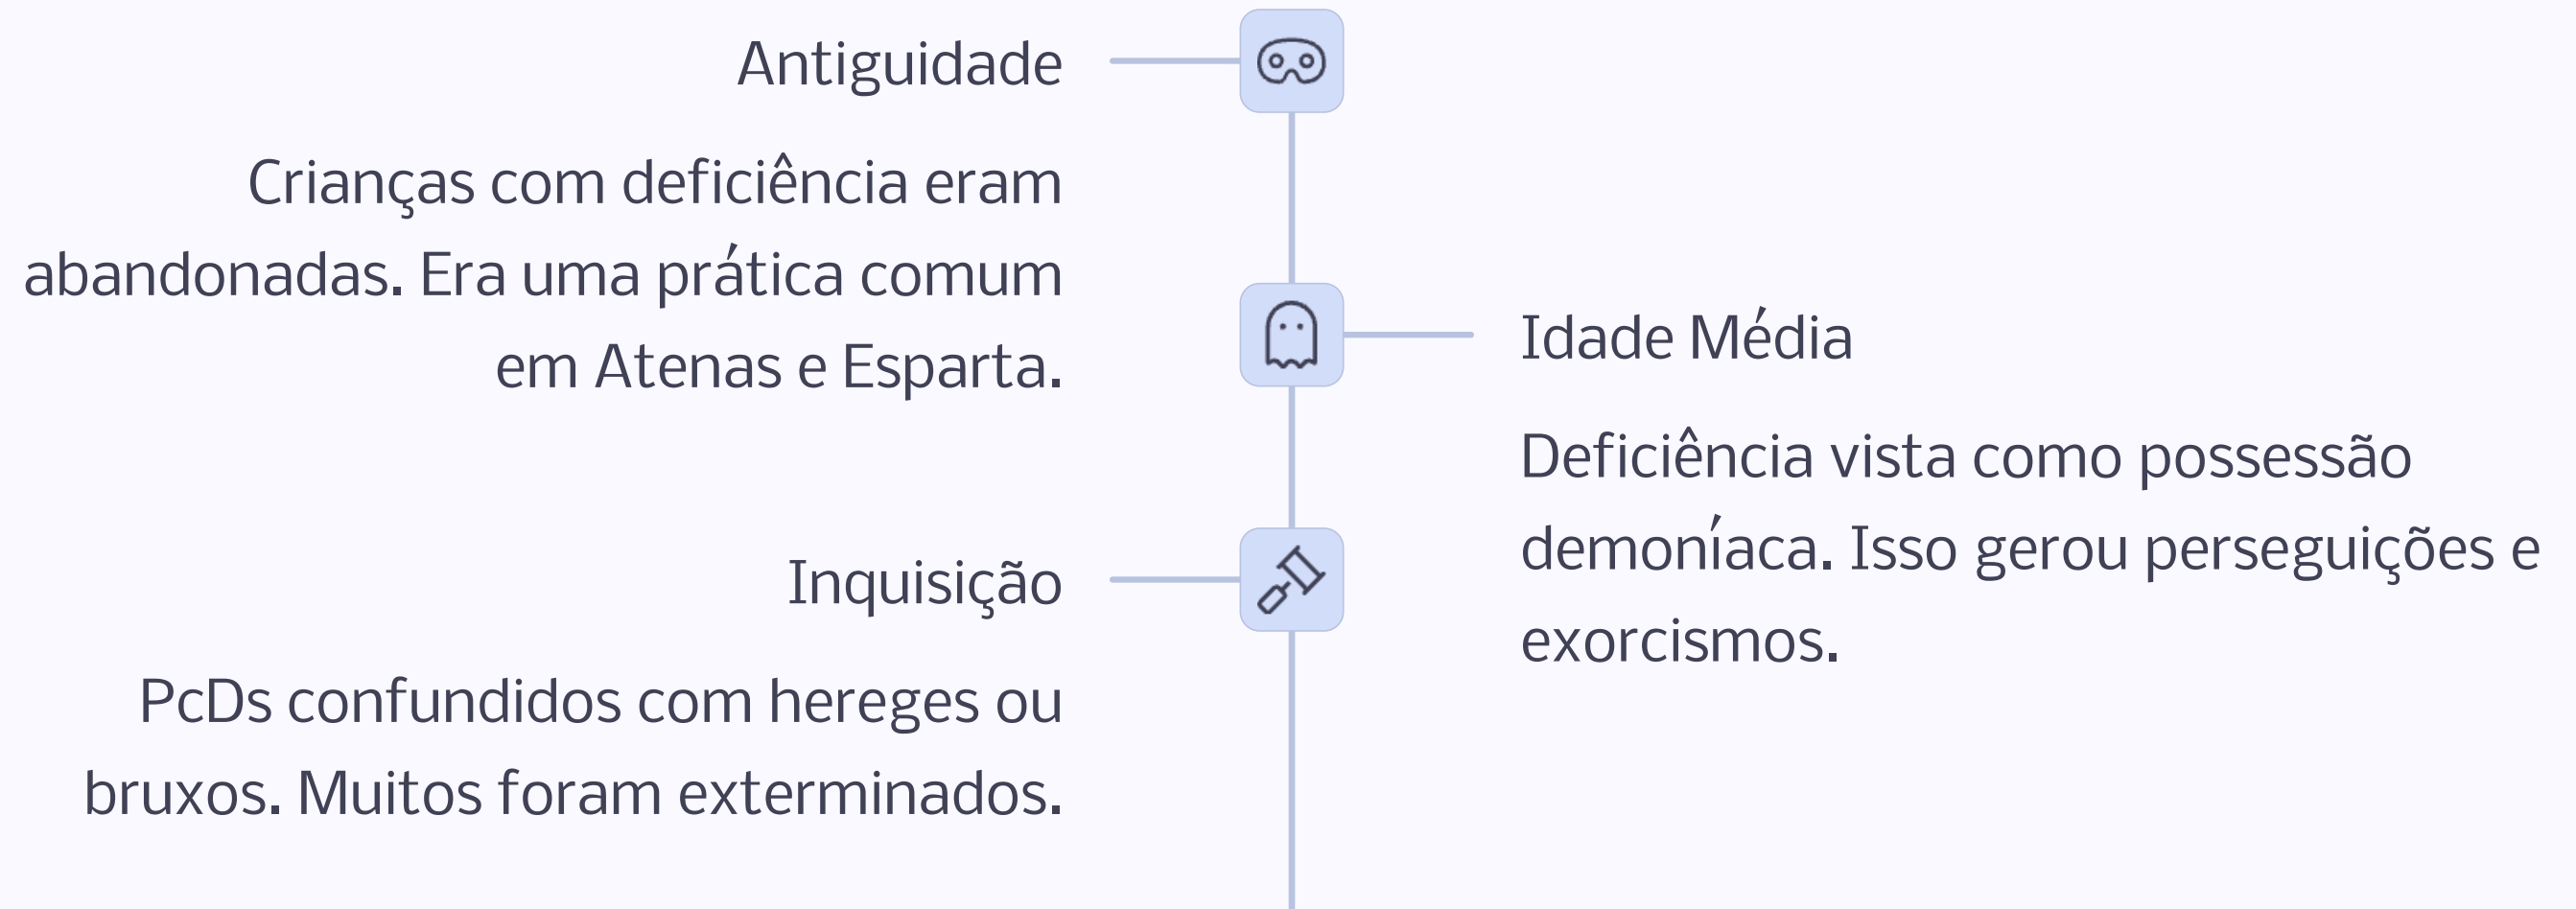 Antiguidade
Crianças com deficiência eram
abandonadas. Era uma prática comum
em Atenas e Esparta.
Idade Média
Deficiência vista como possessão
demoníaca. Isso gerou perseguições e
exorcismos.
Inquisição
PcDs confundidos com hereges ou
bruxos. Muitos foram exterminados.